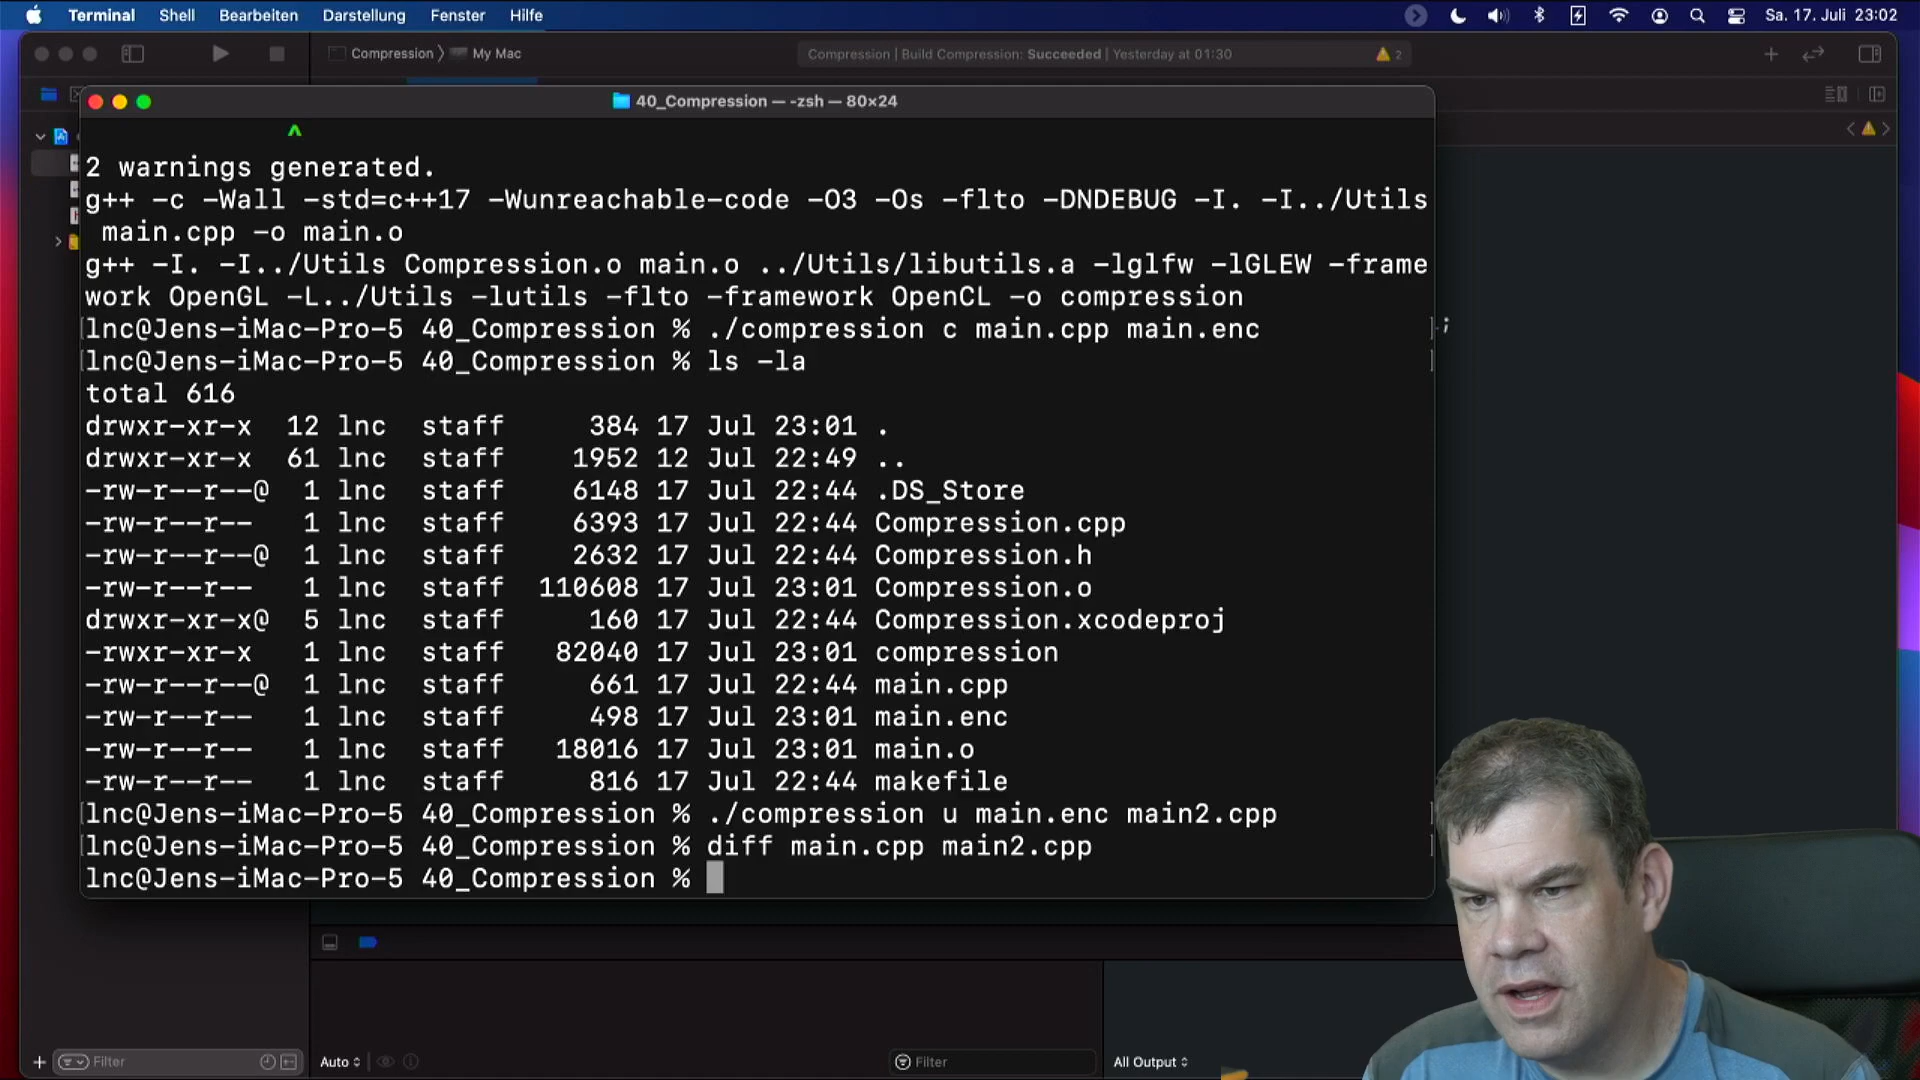 Terminal Shell Bearbeiten Darstellung Fenster Hilfe Sa. 17. Juli 23:02
Compression My Mac Compression | Build Compression: Succeeded | Yesterday at 01:30 2
40_Compression — -zsh — 80×24
^
2 warnings generated.
g++ -c -Wall -std=c++17 -Wunreachable-code -O3 -Os -flto -DNDEBUG -I. -I../Utils
main.cpp -o main.o
g++ -I. -I../Utils Compression.o main.o ../Utils/libutils.a -lglfw -lGLEW -frame
work OpenGL -L../Utils -lutils -flto -framework OpenCL -o compression
[lnc@Jens-iMac-Pro-5 40_Compression % ./compression c main.cpp main.enc ] ;
[lnc@Jens-iMac-Pro-5 40_Compression % ls -la ]
total 616
drwxr-xr-x 12 lnc staff 384 17 Jul 23:01 .
drwxr-xr-x 61 lnc staff 1952 12 Jul 22:49 ..
-rw-r--r--@ 1 lnc staff 6148 17 Jul 22:44 .DS_Store
-rw-r--r-- 1 lnc staff 6393 17 Jul 22:44 Compression.cpp
-rw-r--r--@ 1 lnc staff 2632 17 Jul 22:44 Compression.h
-rw-r--r-- 1 lnc staff 110608 17 Jul 23:01 Compression.o
drwxr-xr-x@ 5 lnc staff 160 17 Jul 22:44 Compression.xcodeproj
-rwxr-xr-x 1 lnc staff 82040 17 Jul 23:01 compression
-rw-r--r--@ 1 lnc staff 661 17 Jul 22:44 main.cpp
-rw-r--r-- 1 lnc staff 498 17 Jul 23:01 main.enc
-rw-r--r-- 1 lnc staff 18016 17 Jul 23:01 main.o
-rw-r--r-- 1 lnc staff 816 17 Jul 22:44 makefile
[lnc@Jens-iMac-Pro-5 40_Compression % ./compression u main.enc main2.cpp ]
[lnc@Jens-iMac-Pro-5 40_Compression % diff main.cpp main2.cpp ]
lnc@Jens-iMac-Pro-5 40_Compression %
Filter Auto Filter All Output